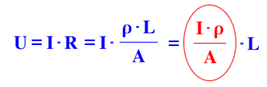 U = I · R = I · ρ · L / A = I · ρ / A · L